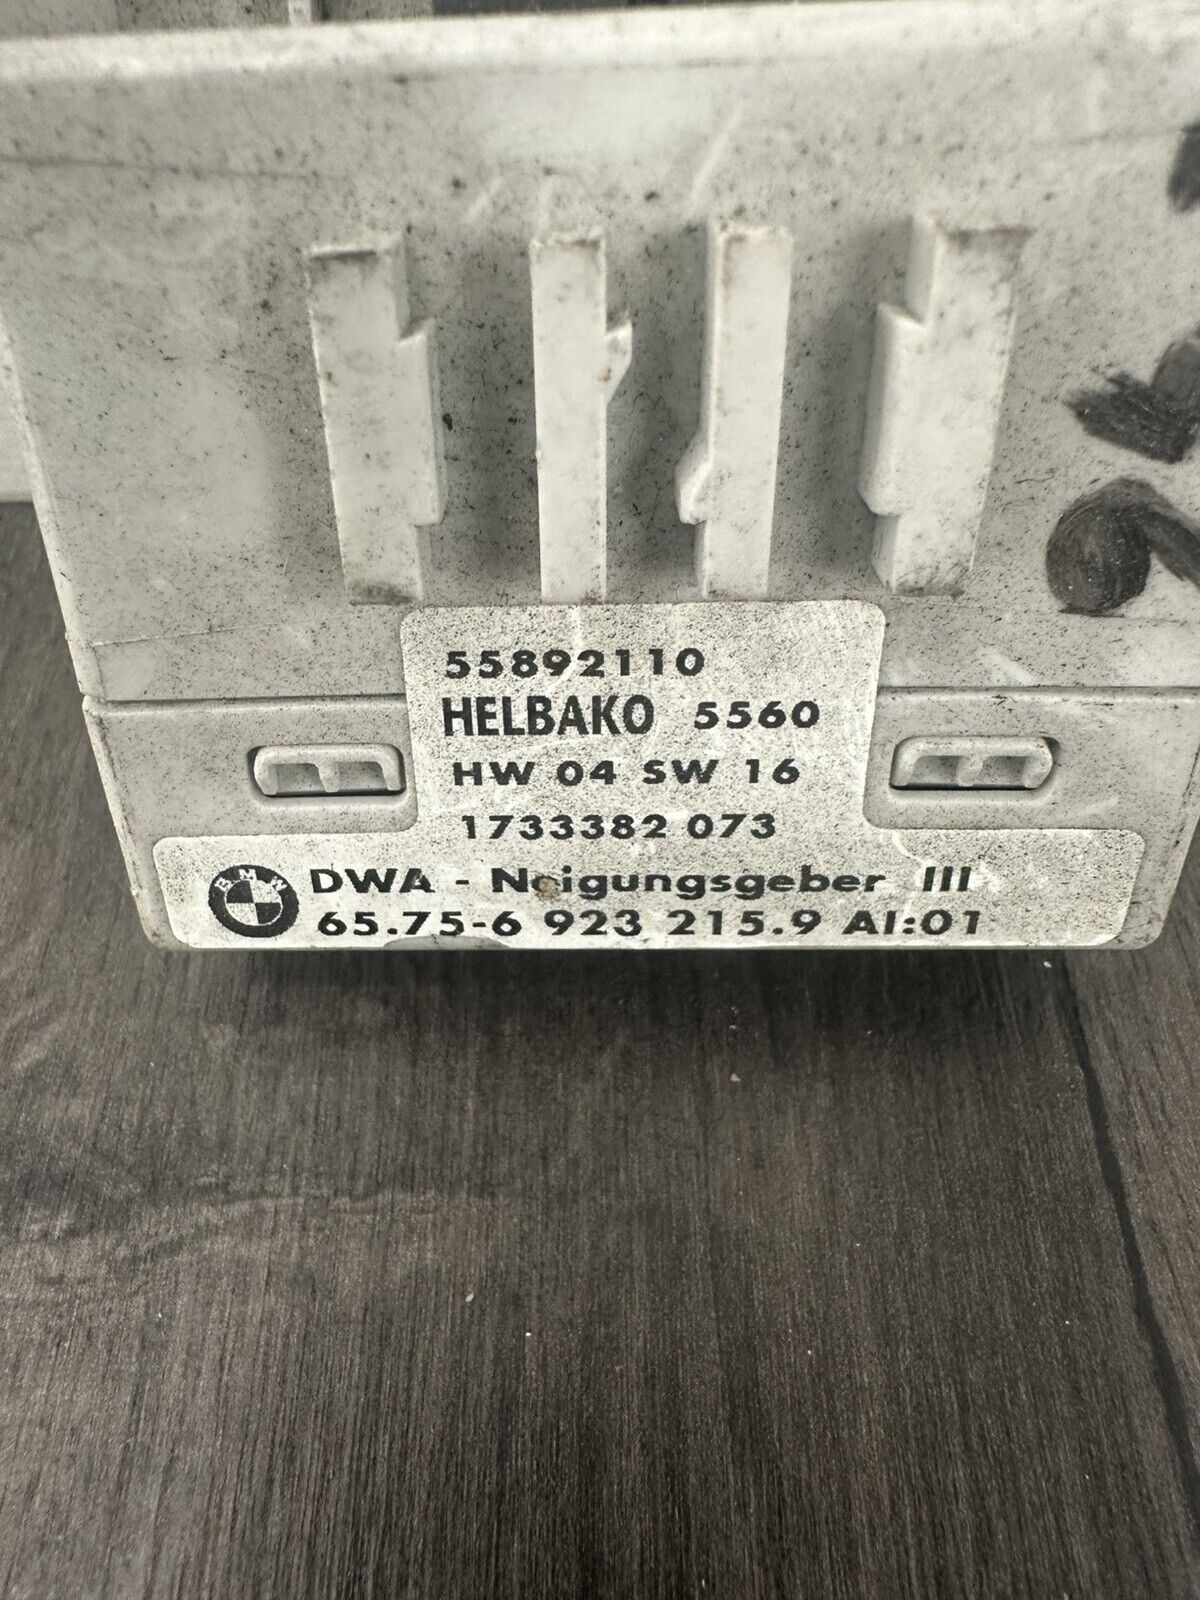 55892110
HELBAKO 5560
HW 04 SW 16
1733382 073
BMW DWA - Neigungsgeber III
65.75-6 923 215.9 AI:01